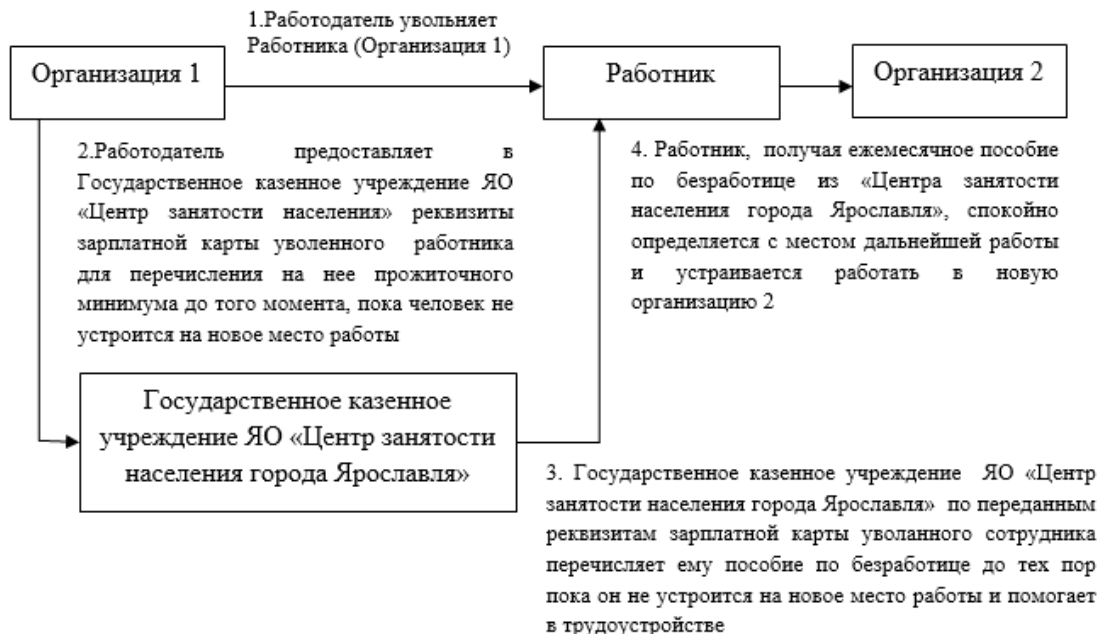 1.Работодатель увольняет
Работника (Организация 1)
Организация 1
Работник
Организация 2
2.Работодатель предоставляет в
Государственное казенное учреждение ЯО
«Центр занятости населения» реквизиты
зарплатной карты уволенного работника
для перечисления на нее прожиточного
минимума до того момента, пока человек не
устроится на новое место работы
4. Работник, получая ежемесячное пособие
по безработице из «Центра занятости
населения города Ярославля», спокойно
определяется с местом дальнейшей работы
и устраивается работать в новую
организацию 2
Государственное казенное
учреждение ЯО «Центр занятости
населения города Ярославля»
3. Государственное казенное учреждение ЯО «Центр
занятости населения города Ярославля» по переданным
реквизитам зарплатной карты уволанного сотрудника
перечисляет ему пособие по безработице до тех пор
пока он не устроится на новое место работы и помогает
в трудоустройстве